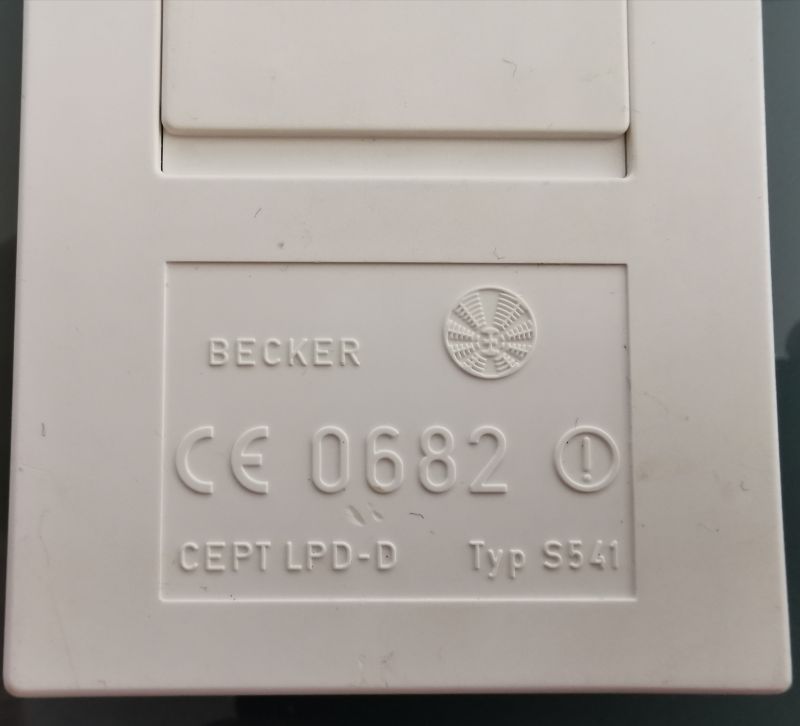 BECKER
CE 0682
CEPT LPD-D Typ S541